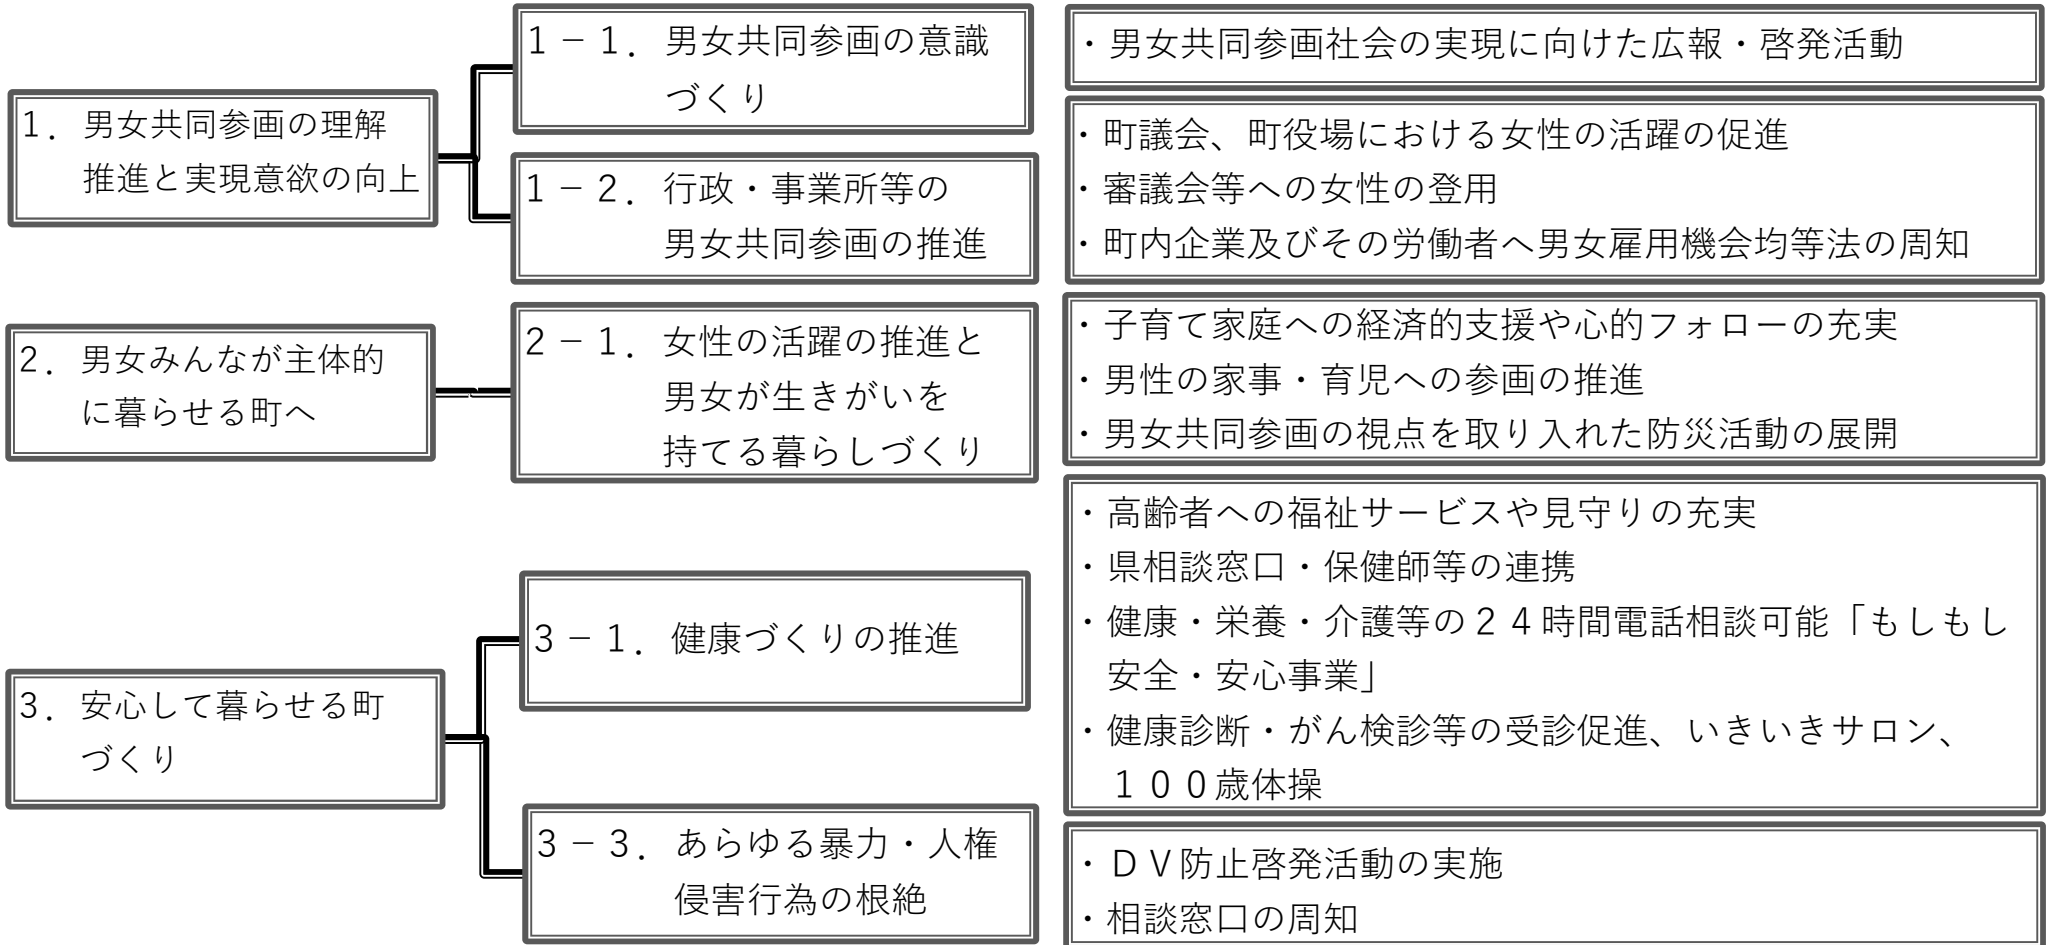 1．男女共同参画の理解
推進と実現意欲の向上
1－1．男女共同参画の意識
づくり
・男女共同参画社会の実現に向けた広報・啓発活動
1－2．行政・事業所等の
男女共同参画の推進
・町議会、町役場における女性の活躍の促進
・審議会等への女性の登用
・町内企業及びその労働者へ男女雇用機会均等法の周知
2．男女みんなが主体的
に暮らせる町へ
2－1．女性の活躍の推進と
男女が生きがいを
持てる暮らしづくり
・子育て家庭への経済的支援や心的フォローの充実
・男性の家事・育児への参画の推進
・男女共同参画の視点を取り入れた防災活動の展開
3．安心して暮らせる町
づくり
3－1．健康づくりの推進
・高齢者への福祉サービスや見守りの充実
・県相談窓口・保健師等の連携
・健康・栄養・介護等の２４時間電話相談可能「もしもし
安全・安心事業」
・健康診断・がん検診等の受診促進、いきいきサロン、
１００歳体操
3－3．あらゆる暴力・人権
侵害行為の根絶
・ＤＶ防止啓発活動の実施
・相談窓口の周知